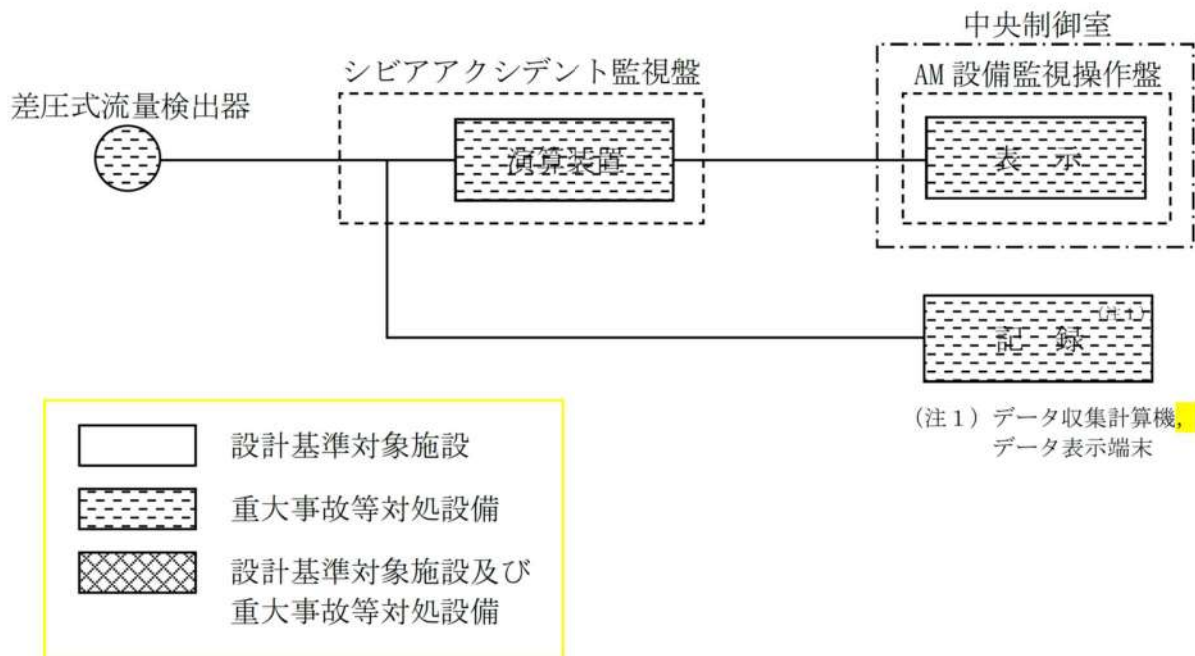 中央制御室
シビアアクシデント監視盤
AM 設備監視操作盤
差圧式流量検出器
演算装置
表 示
(注1)
記 録
(注1) データ収集計算機,
データ表示端末
設計基準対象施設
重大事故等対処設備
設計基準対象施設及び
重大事故等対処設備